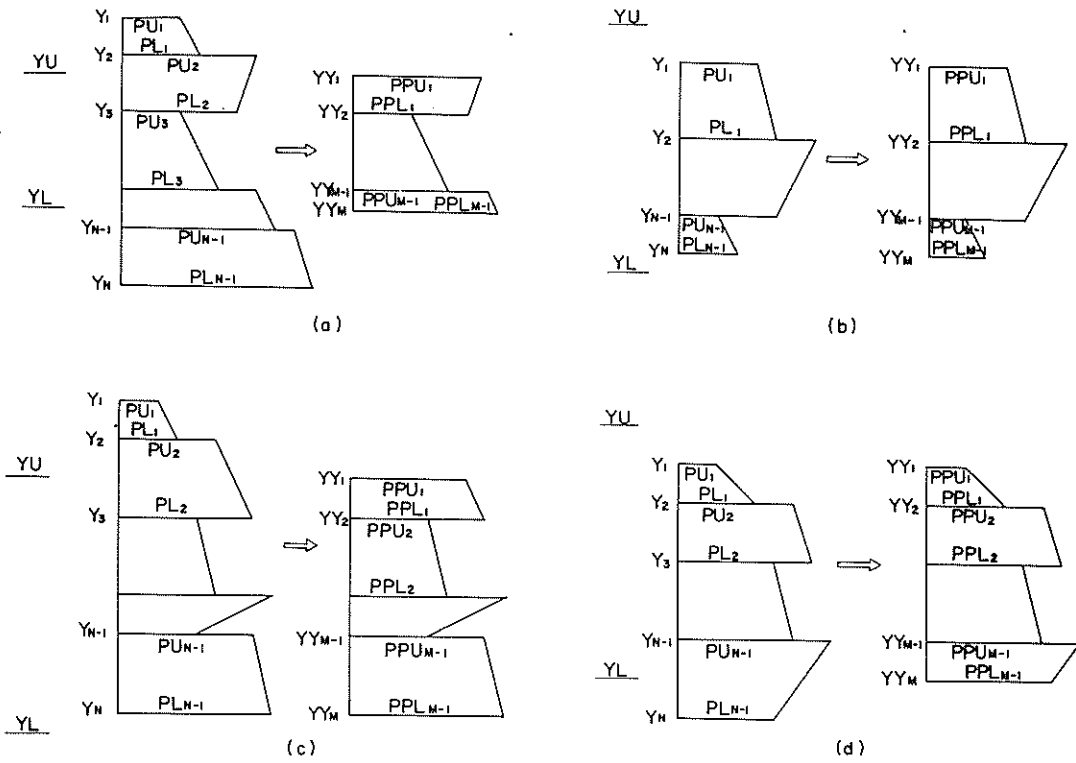 Y1
PU1
PL1
YU
Y2
PU2
PL2
Y3
PU3
PL3
YL
YN-1
PUN-1
PLN-1
YN
YY1
PPU1
PPL1
YY2
YYM-1
PPUM-1 PPLM-1
YYM
(a)
YU
Y1
PU1
PL1
Y2
YN-1
PUN-1
PLN-1
YN
YL
YY1
PPU1
PPL1
YY2
YYM-1
PPUM-1
PPLM-1
YYM
(b)
Y1
PU1
PL1
Y2
PU2
YU
PL2
Y3
YN-1
PUN-1
PLN-1
YN
YL
YY1
PPU1
PPL1
YY2
PPU2
PPL2
YYM-1
PPUM-1
PPLM-1
YYM
(c)
YU
Y1
PU1
PL1
Y2
PU2
PL2
Y3
YN-1
PUN-1
YL
PLN-1
YN
YY1
PPU1
PPL1
YY2
PPU2
PPL2
YYM-1
PPUM-1
PPLM-1
YYM
(d)